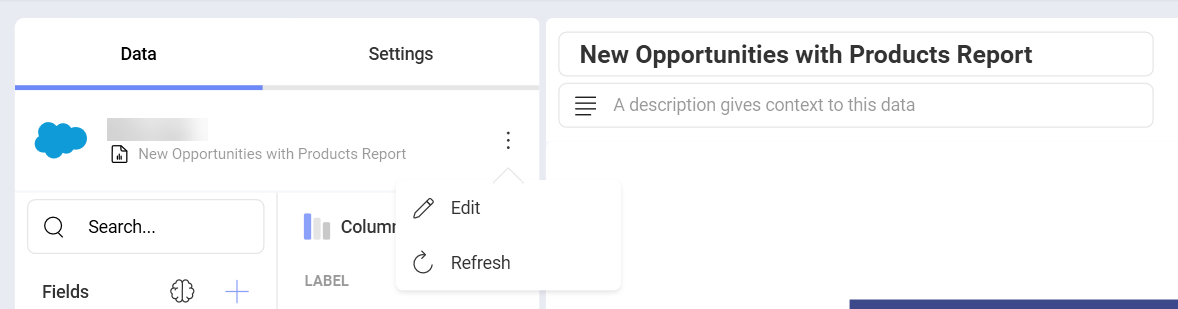 Data
Settings
New Opportunities with Products Report
Search...
Fields
Colum
LABEL
Edit
Refresh
New Opportunities with Products Report
A description gives context to this data